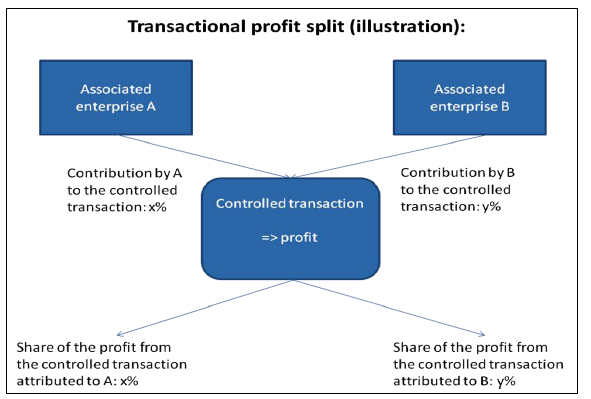 Transactional profit split (illustration):
Associated
enterprise A
Associated
enterprise B
Contribution by A
to the controlled
transaction: x%
Contribution by B
to the controlled
transaction: y%
Controlled transaction
=> profit
Share of the profit from
the controlled transaction
attributed to A: x%
Share of the profit from
the controlled transaction
attributed to B: y%